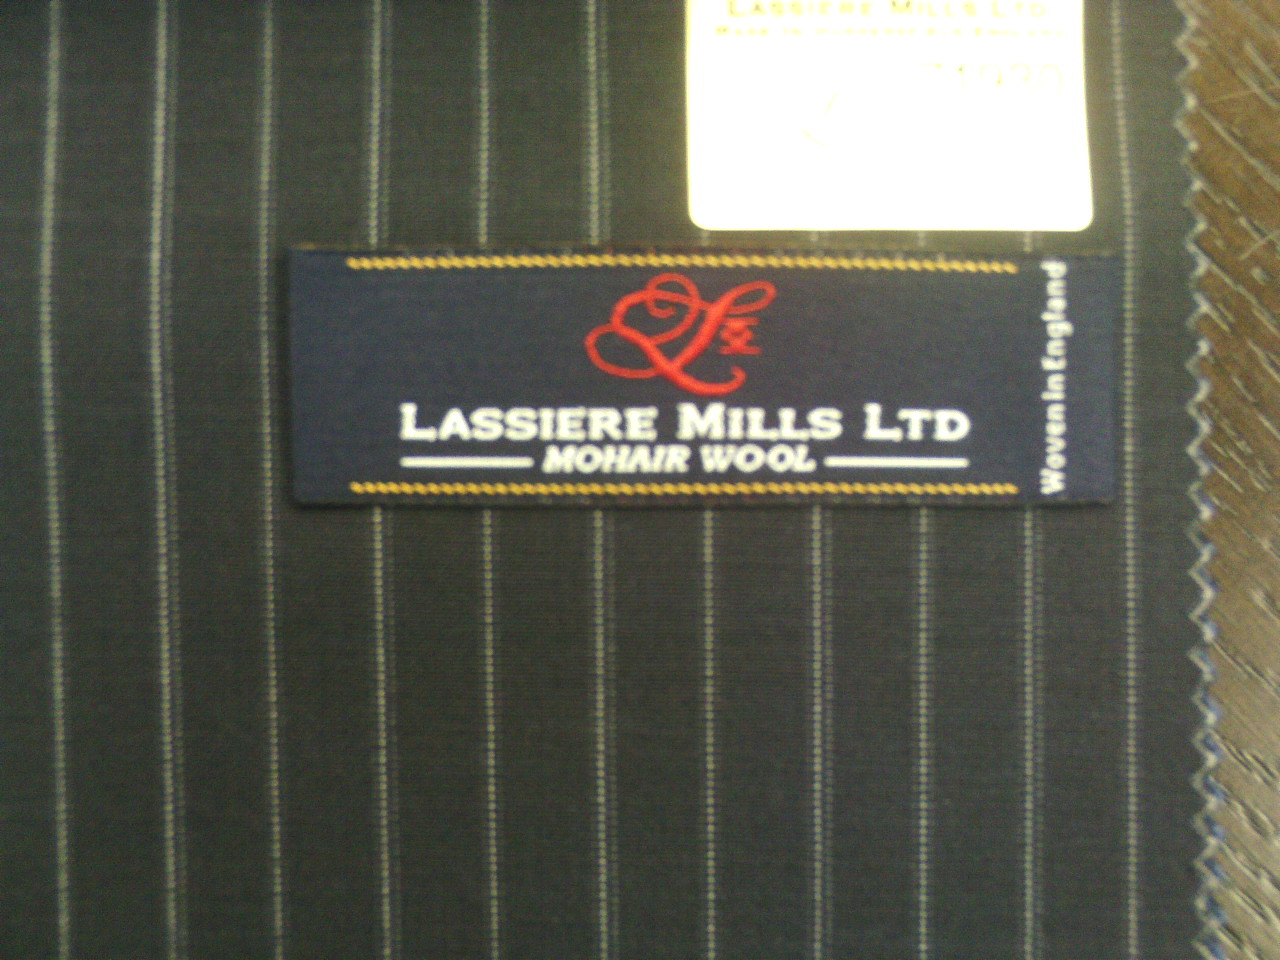 LASSIERE MILLS LTD
LASSIERE MILLS LTD
MOHAIR WOOL
Woven in England